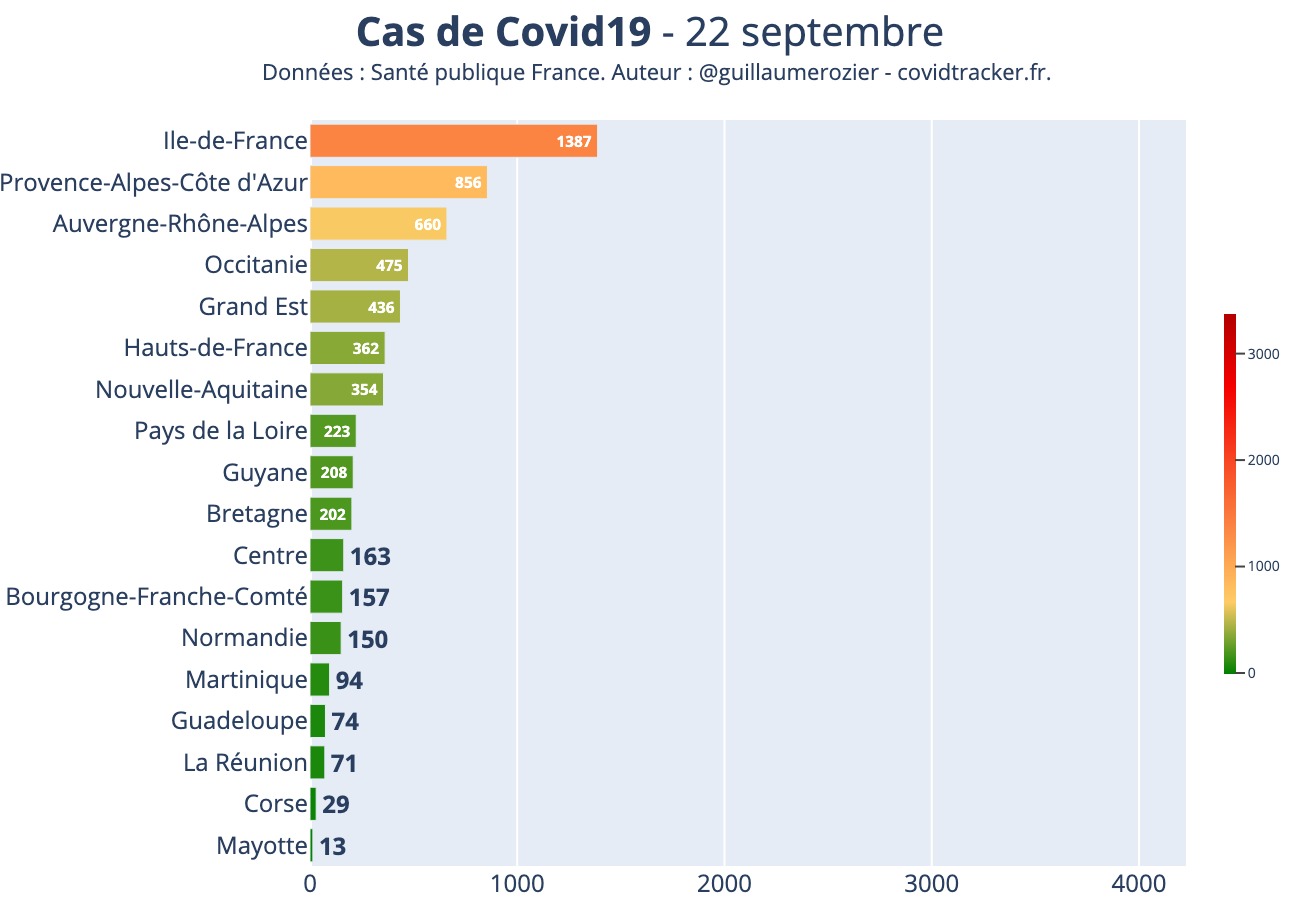 Cas de Covid19 - 22 septembre
Données : Santé publique France. Auteur : @guillaumerozier - covidtracker.fr.
Ile-de-France 1387
Provence-Alpes-Côte d'Azur 856
Auvergne-Rhône-Alpes 660
Occitanie 475
Grand Est 436
Hauts-de-France 362
Nouvelle-Aquitaine 354
Pays de la Loire 223
Guyane 208
Bretagne 202
Centre 163
Bourgogne-Franche-Comté 157
Normandie 150
Martinique 94
Guadeloupe 74
La Réunion 71
Corse 29
Mayotte 13
0 1000 2000 3000 4000
3000
2000
1000
0